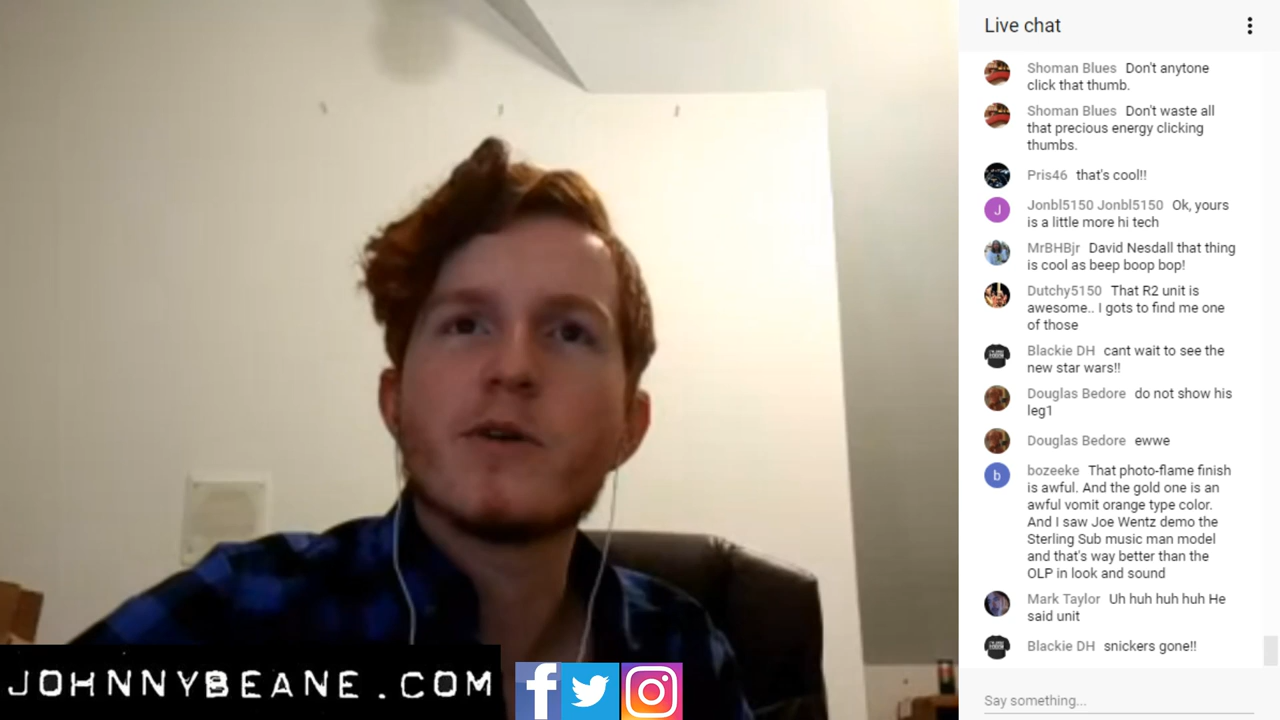 Live chat
Shoman Blues Don't anyone
click that thumb.
Shoman Blues Don't waste all
that precious energy clicking
thumbs.
Pris46 that's cool!!
J
Jonbl5150 Jonbl5150 Ok, yours
is a little more hi tech
MrBHBjr David Nesdall that thing
is cool as beep boop bop!
Dutchy5150 That R2 unit is
awesome.. I gots to find me one
of those
Blackie DH cant wait to see the
new star wars!!
Douglas Bedore do not show his
leg1
Douglas Bedore ewwe
b
bozeeke That photo-flame finish
is awful. And the gold one is an
awful vomit orange type color.
And I saw Joe Wentz demo the
Sterling Sub music man model
and that's way better than the
OLP in look and sound
Mark Taylor Uh huh huh huh He
said unit
Blackie DH snickers gone!!
Say something...
JOHNNYBEANE.COM